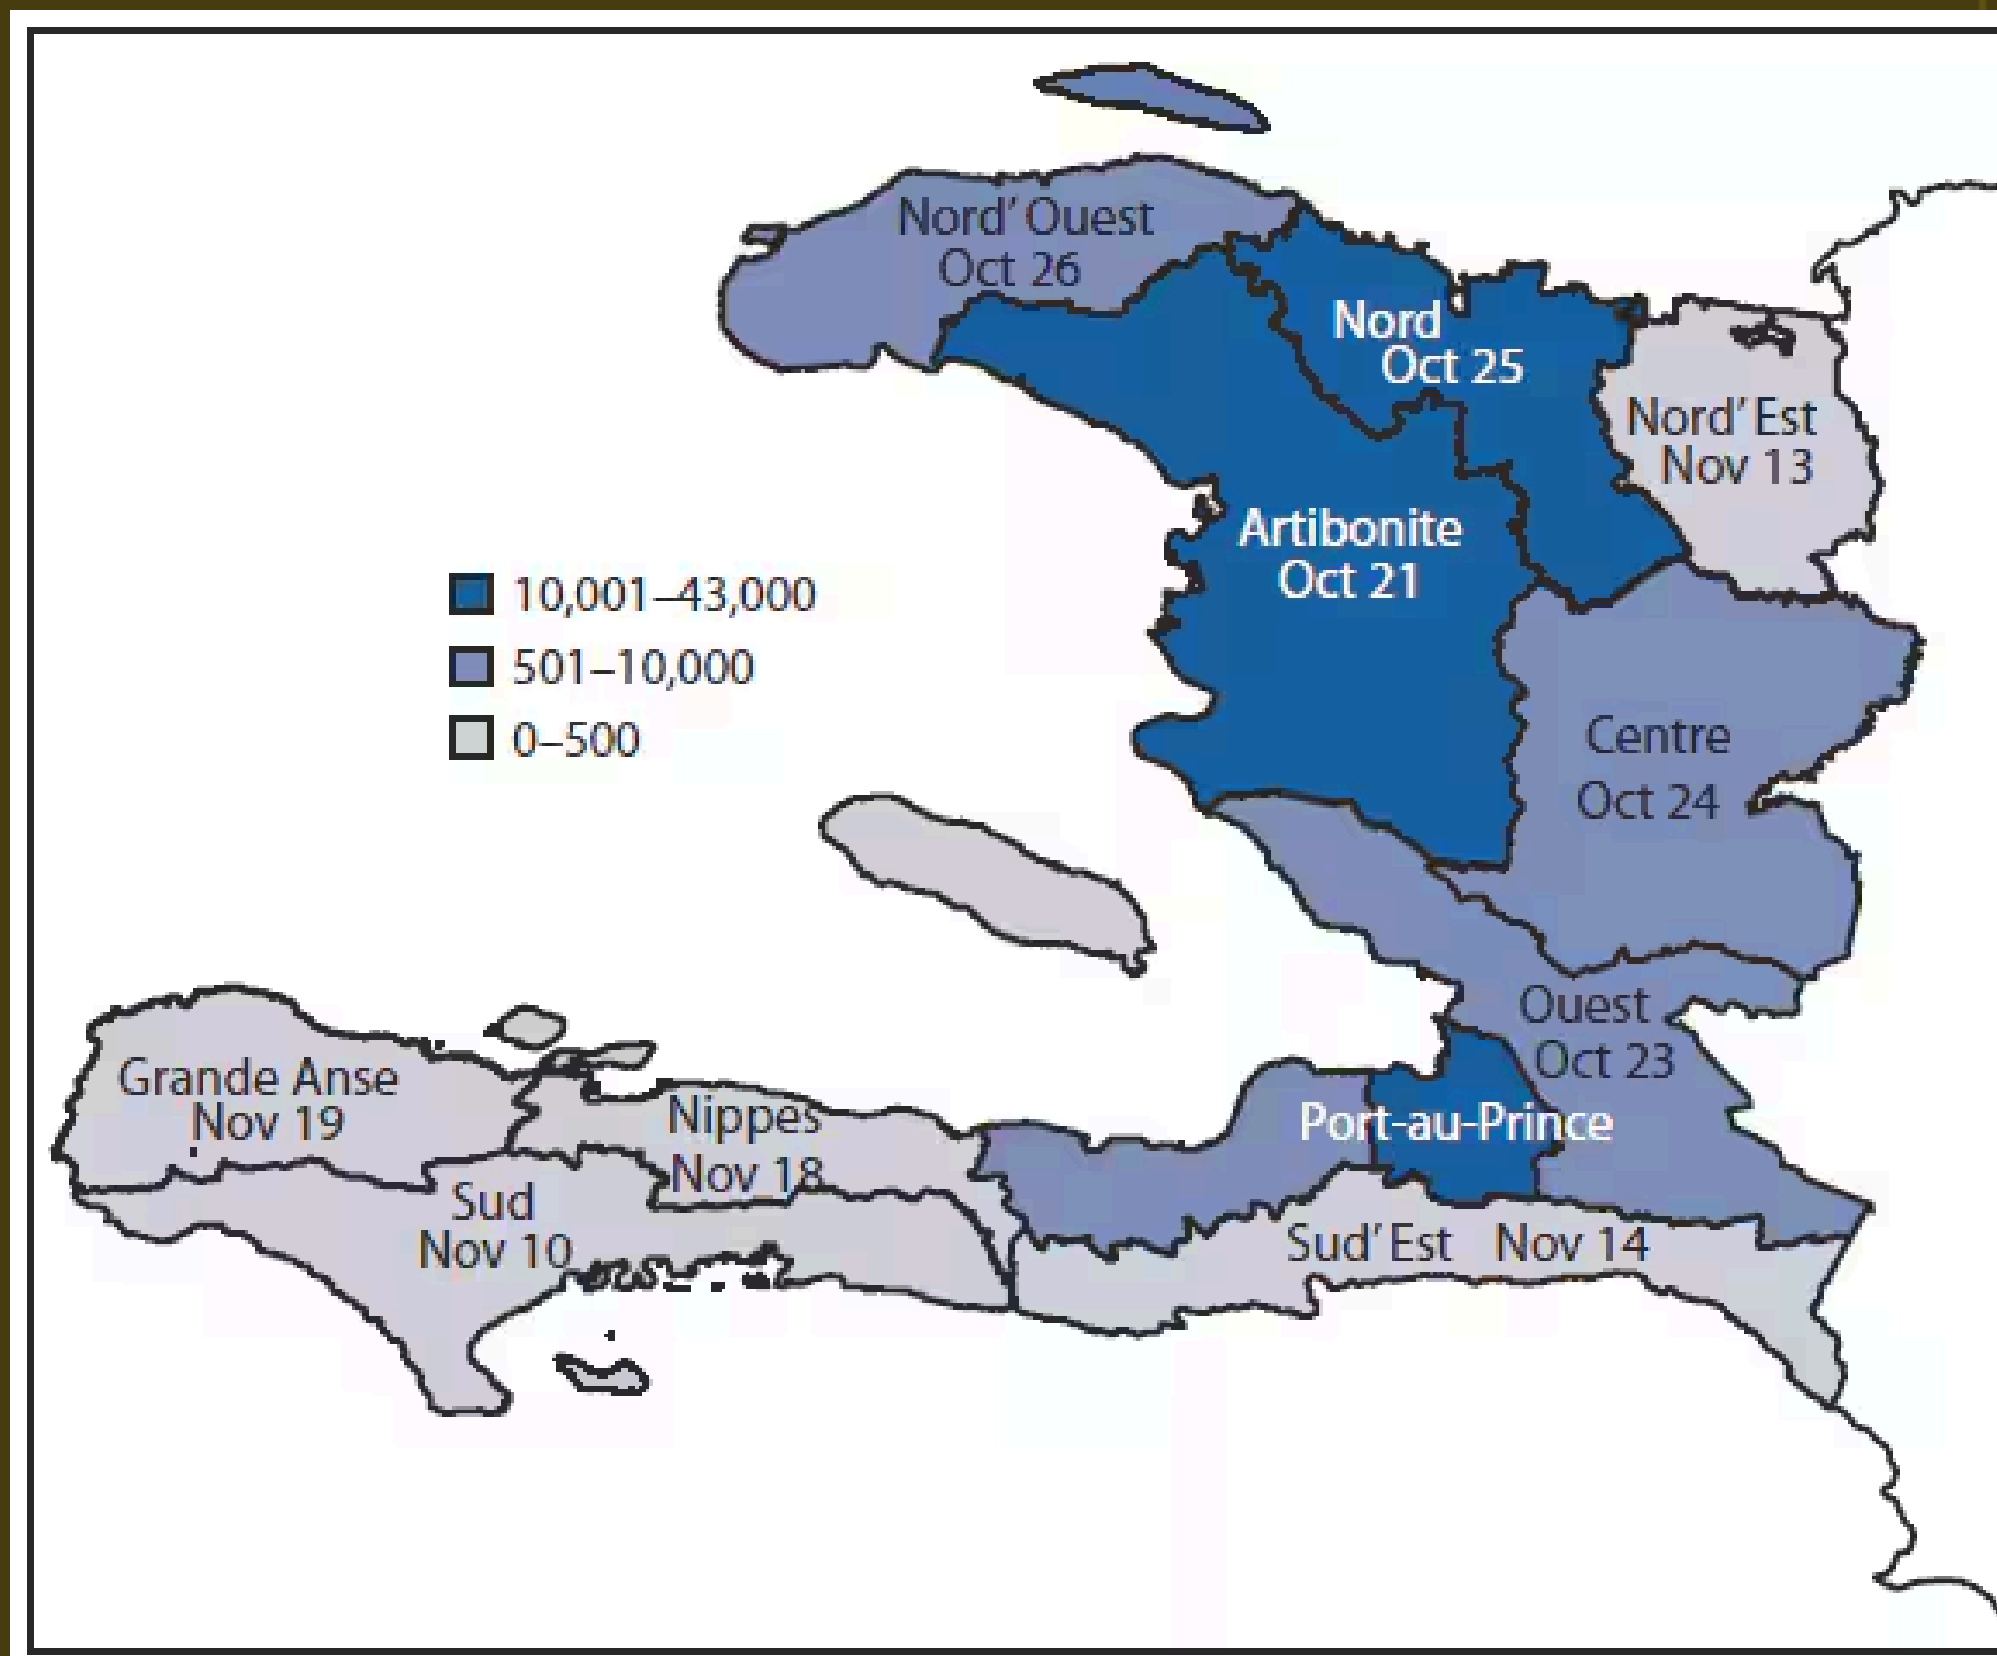 Nord’ Ouest
Oct 26
Nord
Oct 25
Nord’ Est
Nov 13
Artibonite
Oct 21
10,001–43,000
501–10,000
0–500
Centre
Oct 24
Ouest
Oct 23
Grande Anse
Nov 19
Nippes
Nov 18
Port-au-Prince
Sud
Nov 10
Sud’ Est Nov 14